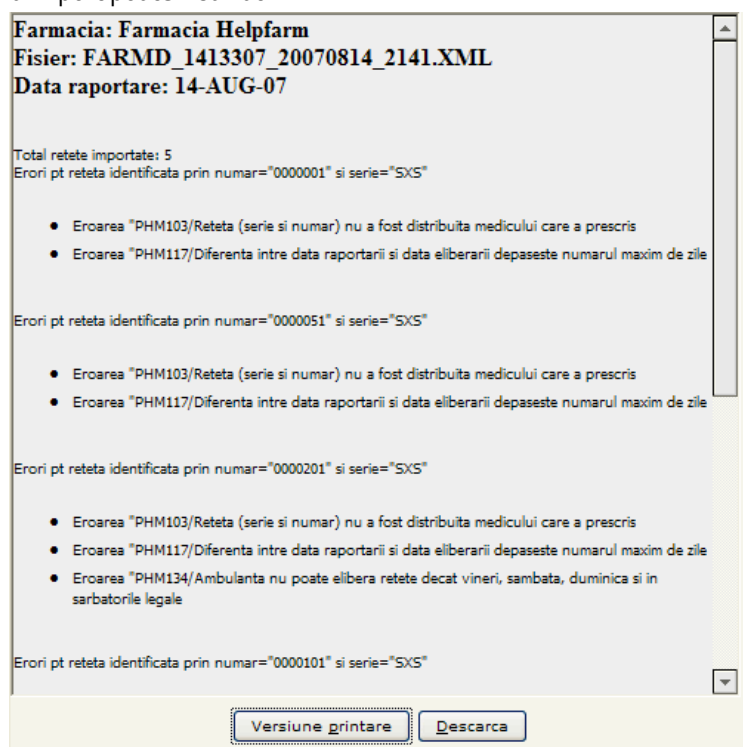 Farmacia: Farmacia Helpfarm
Fisier: FARMD_1413307_20070814_2141.XML
Data raportare: 14-AUG-07
Total retete importate: 5
Erori pt reteta identificata prin numar="0000001" si serie="SXS"
• Eroarea "PHM103/Reteta (serie si numar) nu a fost distribuita medicului care a prescris
• Eroarea "PHM117/Diferenta intre data raportarii si data eliberarii depaseste numarul maxim de zile
Erori pt reteta identificata prin numar="0000051" si serie="SXS"
• Eroarea "PHM103/Reteta (serie si numar) nu a fost distribuita medicului care a prescris
• Eroarea "PHM117/Diferenta intre data raportarii si data eliberarii depaseste numarul maxim de zile
Erori pt reteta identificata prin numar="0000201" si serie="SXS"
• Eroarea "PHM103/Reteta (serie si numar) nu a fost distribuita medicului care a prescris
• Eroarea "PHM117/Diferenta intre data raportarii si data eliberarii depaseste numarul maxim de zile
• Eroarea "PHM134/Ambulanta nu poate elibera retete decat vineri, sambata, duminica si in
sarbatorile legale
Erori pt reteta identificata prin numar="0000101" si serie="SXS"
Versiune printare
Descarca